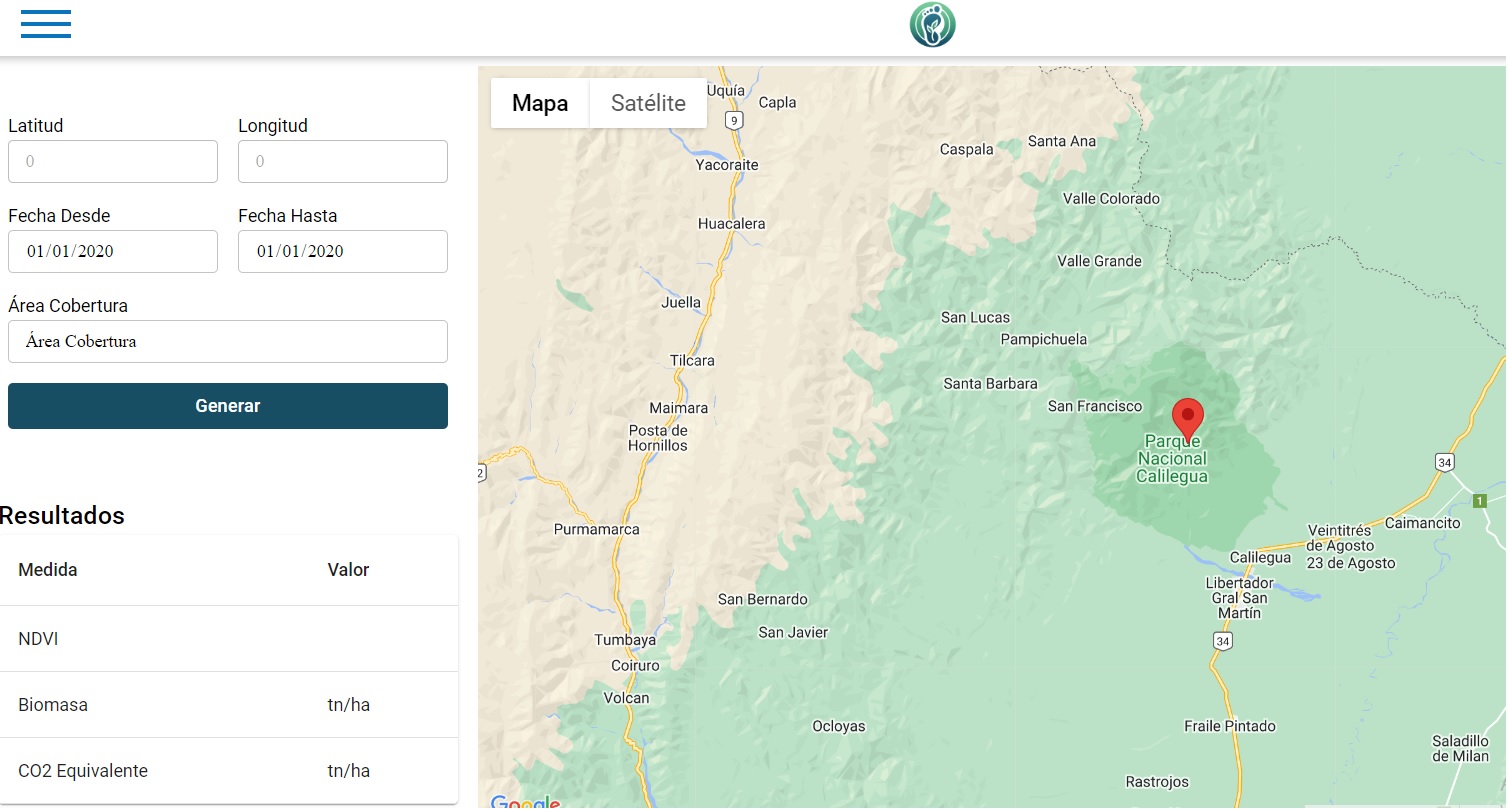 Latitud
Longitud
0
0
Fecha Desde
Fecha Hasta
01/01/2020
01/01/2020
Área Cobertura
Área Cobertura
Generar
Resultados
Medida
Valor
NDVI
Biomasa
tn/ha
CO2 Equivalente
tn/ha
Mapa
Satélite
Uquía
Capla
9
Santa Ana
Caspala
Yacoraite
Valle Colorado
Huacalera
Valle Grande
Juella
San Lucas
Pampichuela
Tilcara
Santa Barbara
Maimara
San Francisco
Posta de
Hornillos
Parque
Nacional
Calilegua
34
2
1
Purmamarca
Caimancito
Veintitrés
de Agosto
Calilegua
23 de Agosto
Libertador
Gral San
Martín
San Bernardo
San Javier
Tumbaya
34
Coiruro
Volcan
Ocloyas
Fraile Pintado
Saladillo
de Milan
Rastrojos
Google